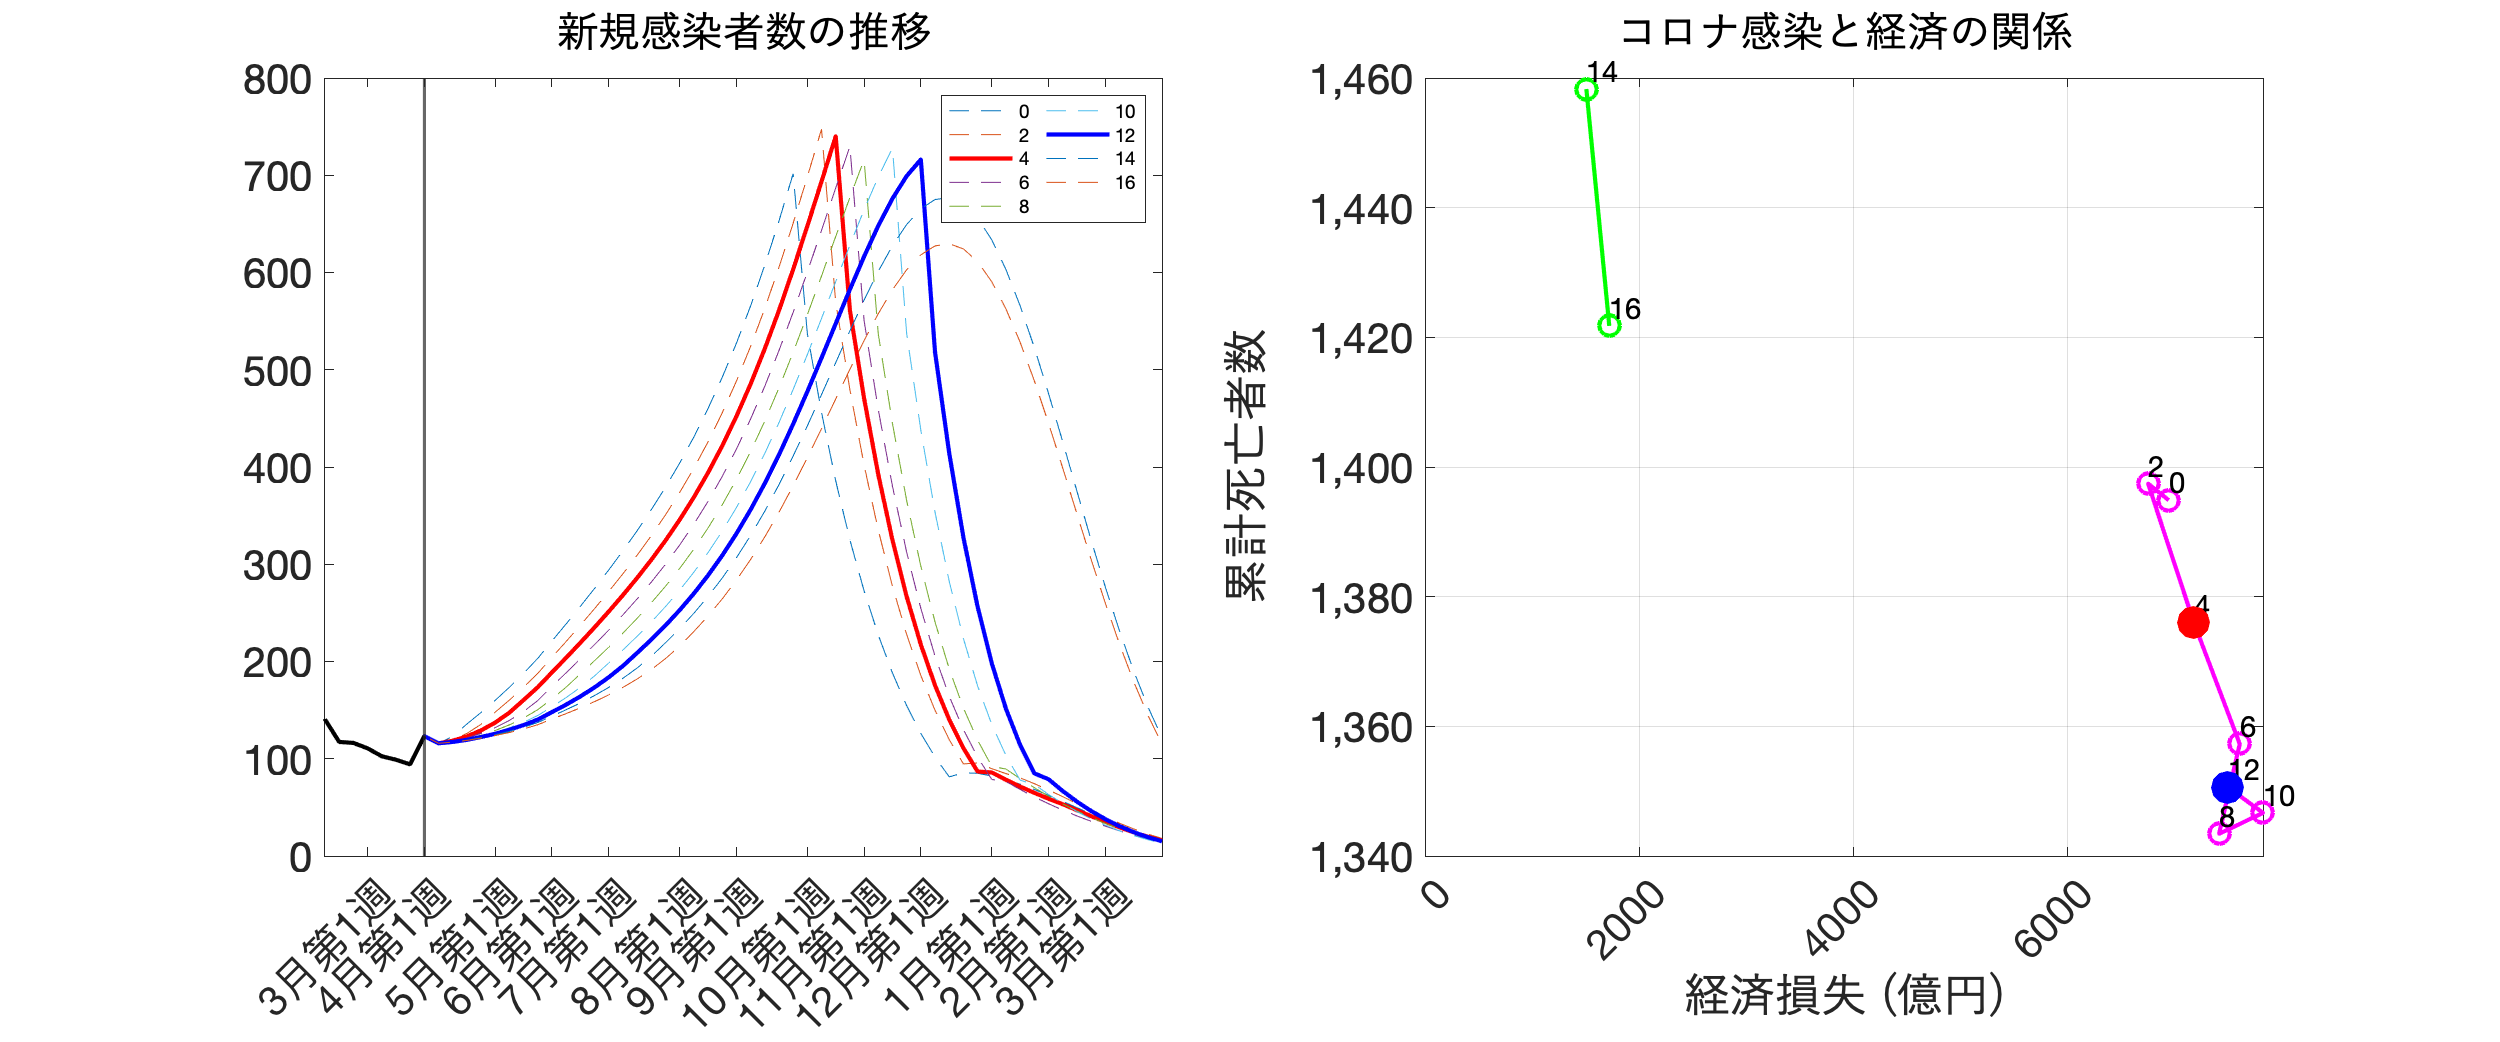 新規感染者数の推移
800
700
600
500
400
300
200
100
0
0
2
4
6
8
10
12
14
16
3月第1週
4月第1週
5月第1週
6月第1週
7月第1週
8月第1週
9月第1週
10月第1週
11月第1週
12月第1週
1月第1週
2月第1週
3月第1週
コロナ感染と経済の関係
累計死亡者数
1,460
1,440
1,420
1,400
1,380
1,360
1,340
14
16
2
0
4
6
12
10
8
0
2000
4000
6000
経済損失（億円）